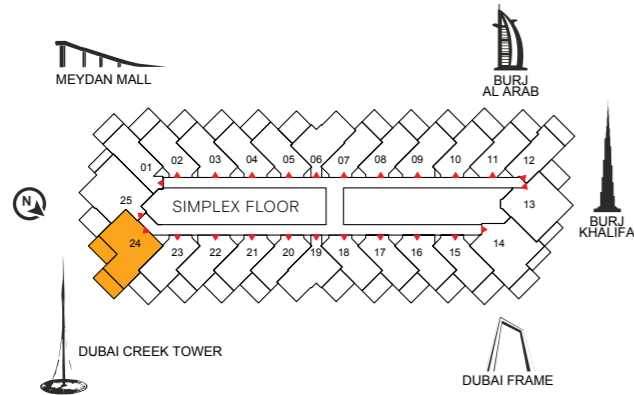 MEYDAN MALL
BURJ
AL ARAB
01 02 03 04 05 06 07 08 09 10 11 12
SIMPLEX FLOOR
13
BURJ
KHALIFA
N
25
24 23 22 21 20 19 18 17 16 15 14
DUBAI CREEK TOWER
DUBAI FRAME